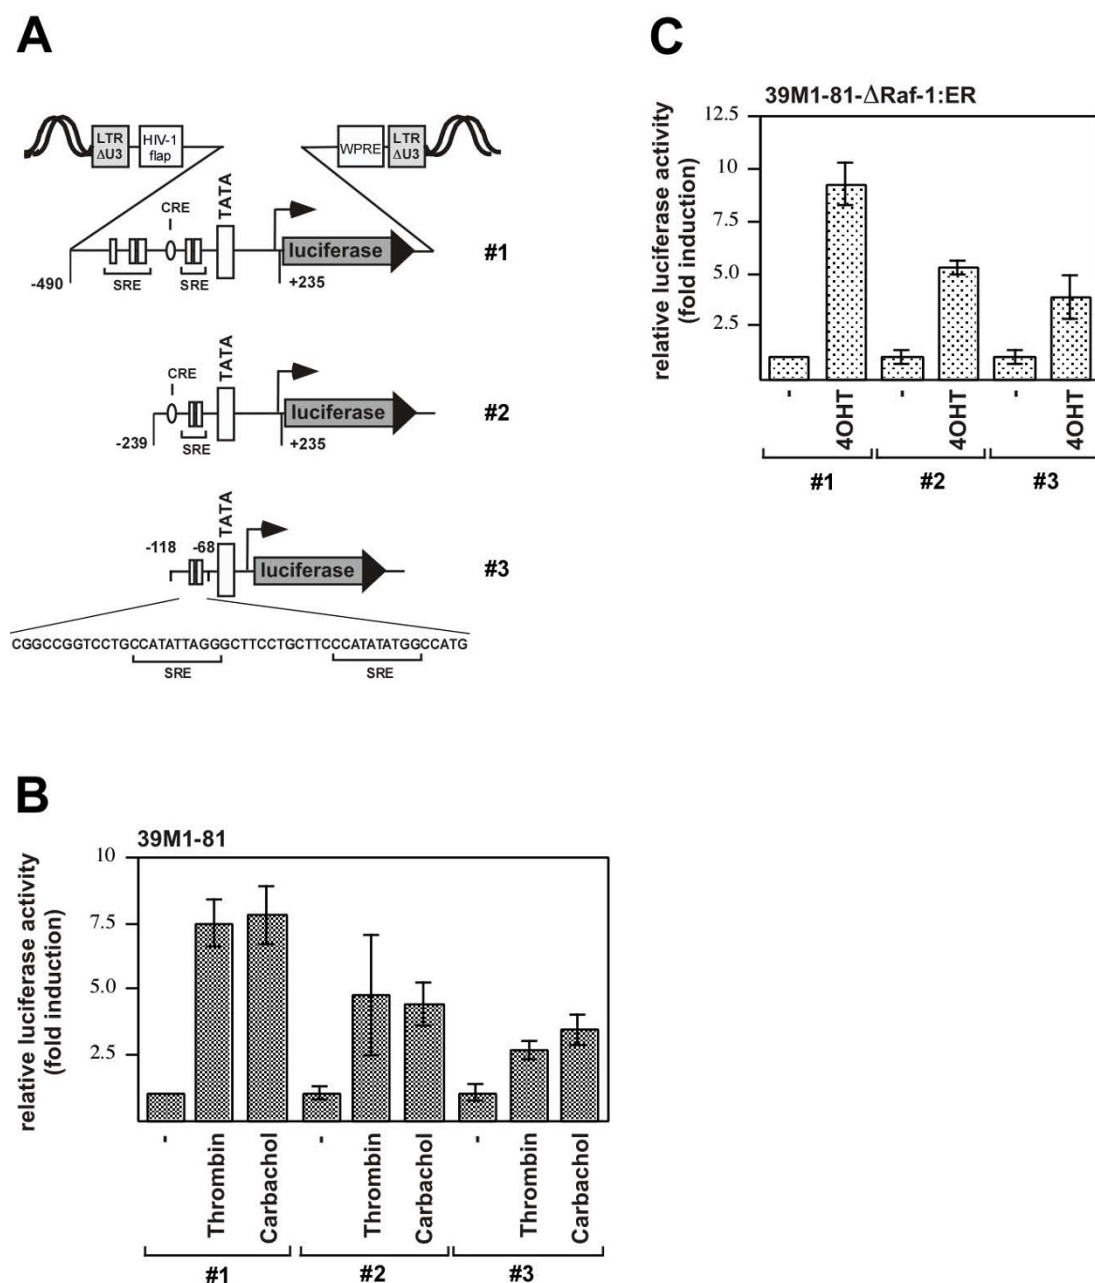 A
LTR
ΔU3
HIV-1
flap
WPRE
LTR
ΔU3
CRE
TATA
luciferase
#1
-490
SRE
SRE
+235
CRE
TATA
luciferase
#2
-239
SRE
+235
-118
-68
TATA
luciferase
#3
CGGCCGGTCCTGCCATATTAGGGCTTCCTGCTTCCCATATATGGCCATG
SRE
SRE
B
39M1-81
relative luciferase activity
(fold induction)
10
7.5
5.0
2.5
-
Thrombin
Carbachol
-
Thrombin
Carbachol
-
Thrombin
Carbachol
#1
#2
#3
C
39M1-81-ΔRaf-1:ER
relative luciferase activity
(fold induction)
12.5
10
7.5
5.0
2.5
-
4OHT
-
4OHT
-
4OHT
#1
#2
#3